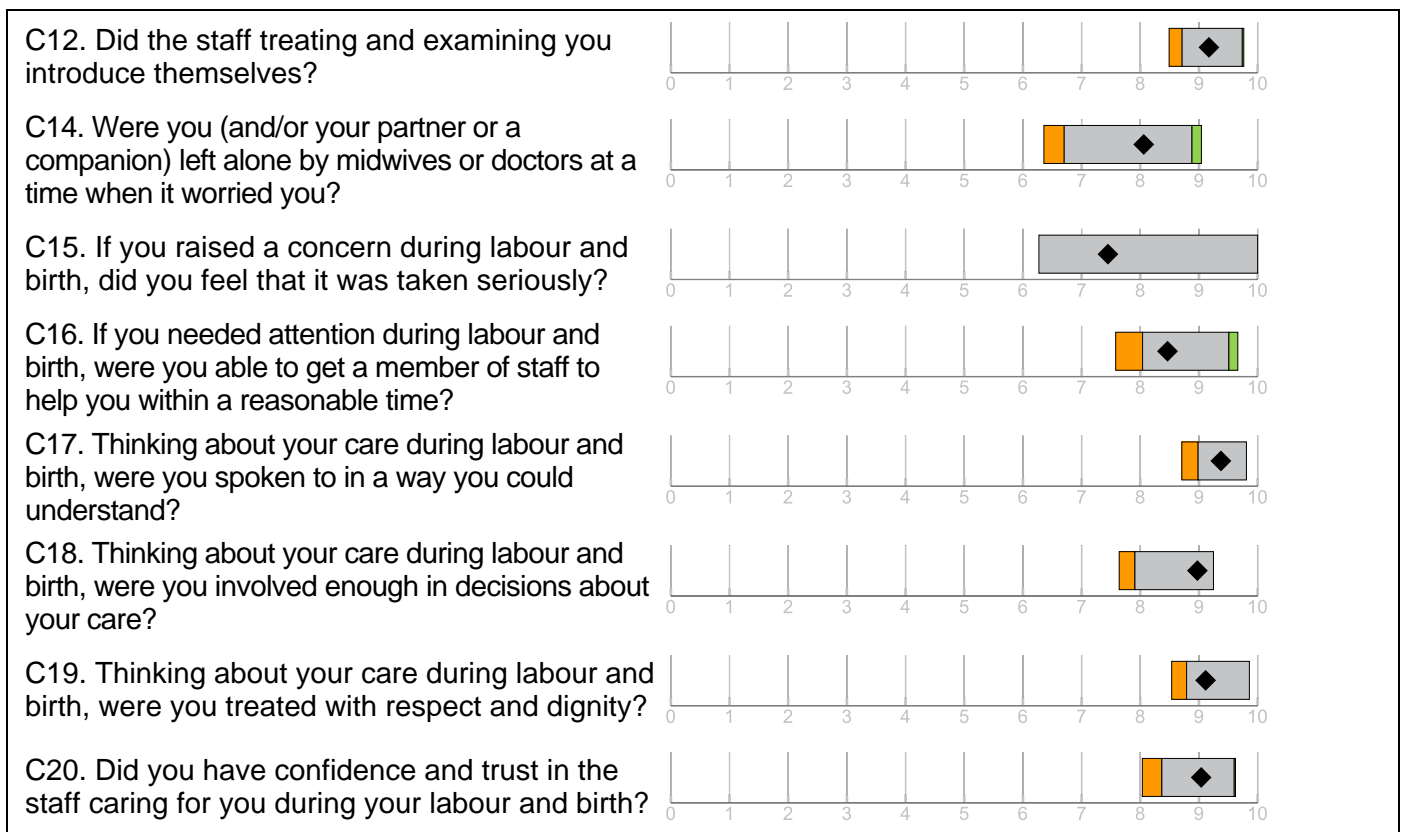 C12. Did the staff treating and examining you
introduce themselves?
0 1 2 3 4 5 6 7 8 9 10
C14. Were you (and/or your partner or a
companion) left alone by midwives or doctors at a
time when it worried you?
0 1 2 3 4 5 6 7 8 9 10
C15. If you raised a concern during labour and
birth, did you feel that it was taken seriously?
0 1 2 3 4 5 6 7 8 9 10
C16. If you needed attention during labour and
birth, were you able to get a member of staff to
help you within a reasonable time?
0 1 2 3 4 5 6 7 8 9 10
C17. Thinking about your care during labour and
birth, were you spoken to in a way you could
understand?
0 1 2 3 4 5 6 7 8 9 10
C18. Thinking about your care during labour and
birth, were you involved enough in decisions about
your care?
0 1 2 3 4 5 6 7 8 9 10
C19. Thinking about your care during labour and
birth, were you treated with respect and dignity?
0 1 2 3 4 5 6 7 8 9 10
C20. Did you have confidence and trust in the
staff caring for you during your labour and birth?
0 1 2 3 4 5 6 7 8 9 10